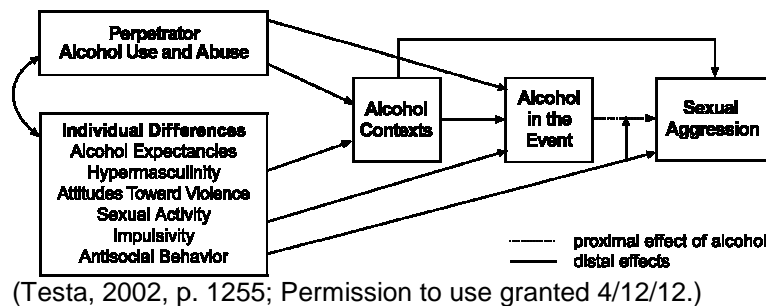 Perpetrator
Alcohol Use and Abuse
Individual Differences
Alcohol Expectancies
Hypermasculinity
Attitudes Toward Violence
Sexual Activity
Impulsivity
Antisocial Behavior
Alcohol
Contexts
Alcohol
in the
Event
Sexual
Aggression
proximal effect of alcohol
distal effects
(Testa, 2002, p. 1255; Permission to use granted 4/12/12.)